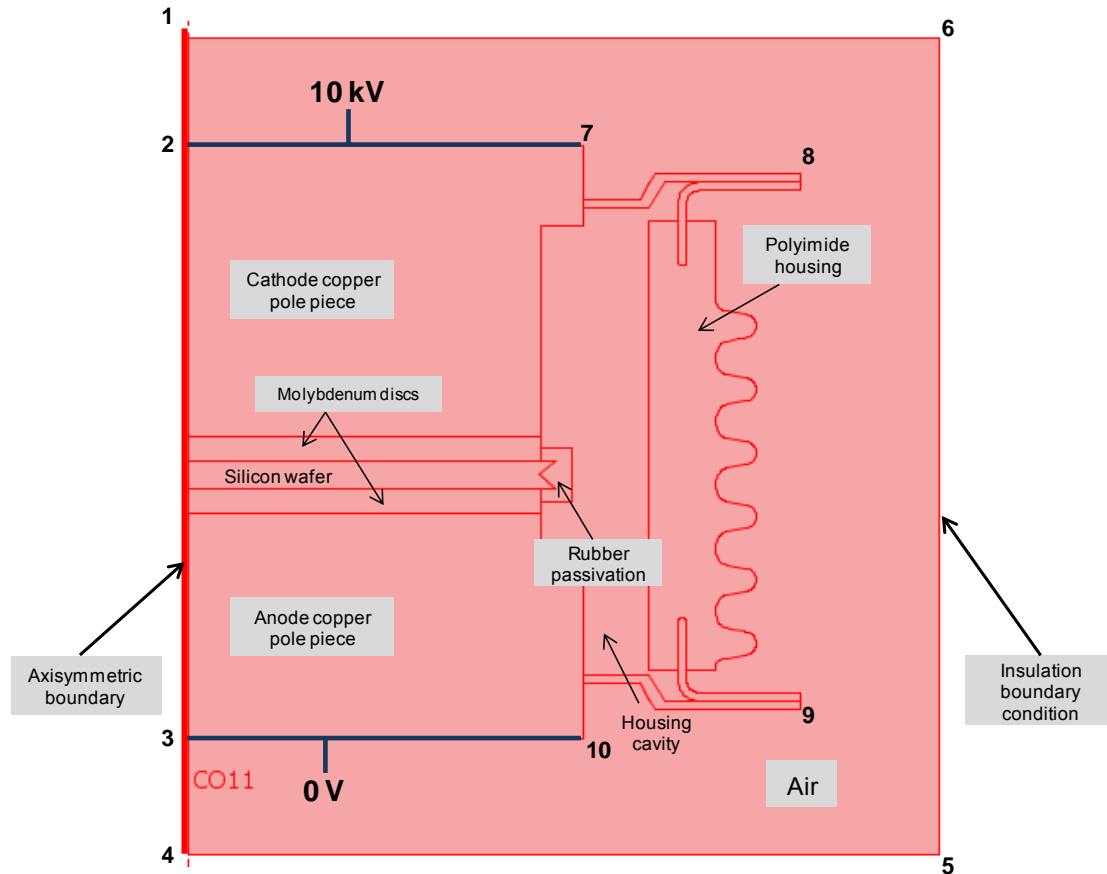 1
6
10 kV
2
7
8
Polyimide
housing
Cathode copper
pole piece
Molybdenum discs
Silicon wafer
Rubber
passivation
Anode copper
pole piece
Axisymmetric
boundary
Insulation
boundary
condition
9
Housing
cavity
3
10
CO11
0 V
Air
4
5